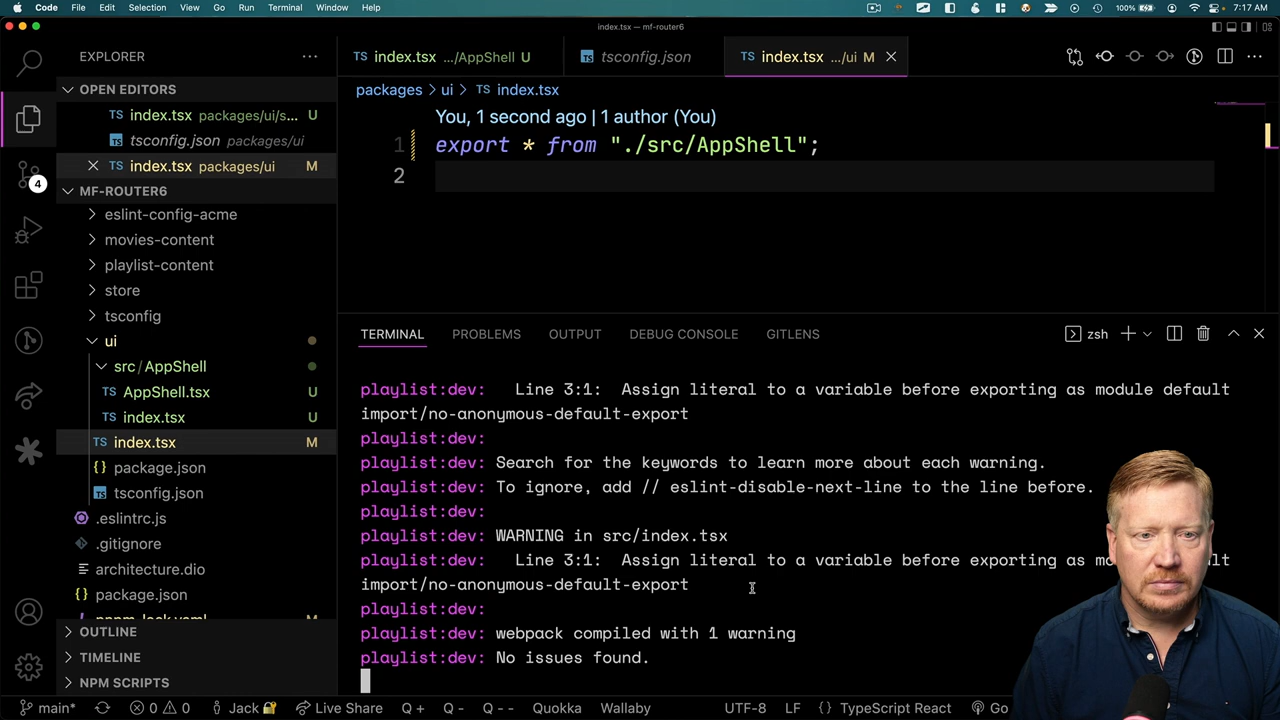 Code File Edit Selection View Go Run Terminal Window Help
100% 7:17 AM
index.tsx — mf-router6
EXPLORER
OPEN EDITORS
index.tsx packages/ui/s... U
tsconfig.json packages/ui
index.tsx packages/ui M
MF-ROUTER6
eslint-config-acme
movies-content
playlist-content
store
tsconfig
ui
src/AppShell
AppShell.tsx U
index.tsx U
index.tsx M
package.json
tsconfig.json
.eslintrc.js
.gitignore
architecture.dio
package.json
pnpm-lock.yaml
OUTLINE
TIMELINE
NPM SCRIPTS
4
index.tsx .../AppShell U
tsconfig.json
index.tsx .../ui M
packages > ui > index.tsx
You, 1 second ago | 1 author (You)
1 export * from "./src/AppShell";
2
TERMINAL PROBLEMS OUTPUT DEBUG CONSOLE GITLENS
zsh
playlist:dev: Line 3:1: Assign literal to a variable before exporting as module default
import/no-anonymous-default-export
playlist:dev:
playlist:dev: Search for the keywords to learn more about each warning.
playlist:dev: To ignore, add // eslint-disable-next-line to the line before.
playlist:dev:
playlist:dev: WARNING in src/index.tsx
playlist:dev: Line 3:1: Assign literal to a variable before exporting as
import/no-anonymous-default-export
playlist:dev:
playlist:dev: webpack compiled with 1 warning
playlist:dev: No issues found.
main* 0 0 Jack Live Share Q + Q - Q - - Quokka Wallaby UTF-8 LF {} TypeScript React Go